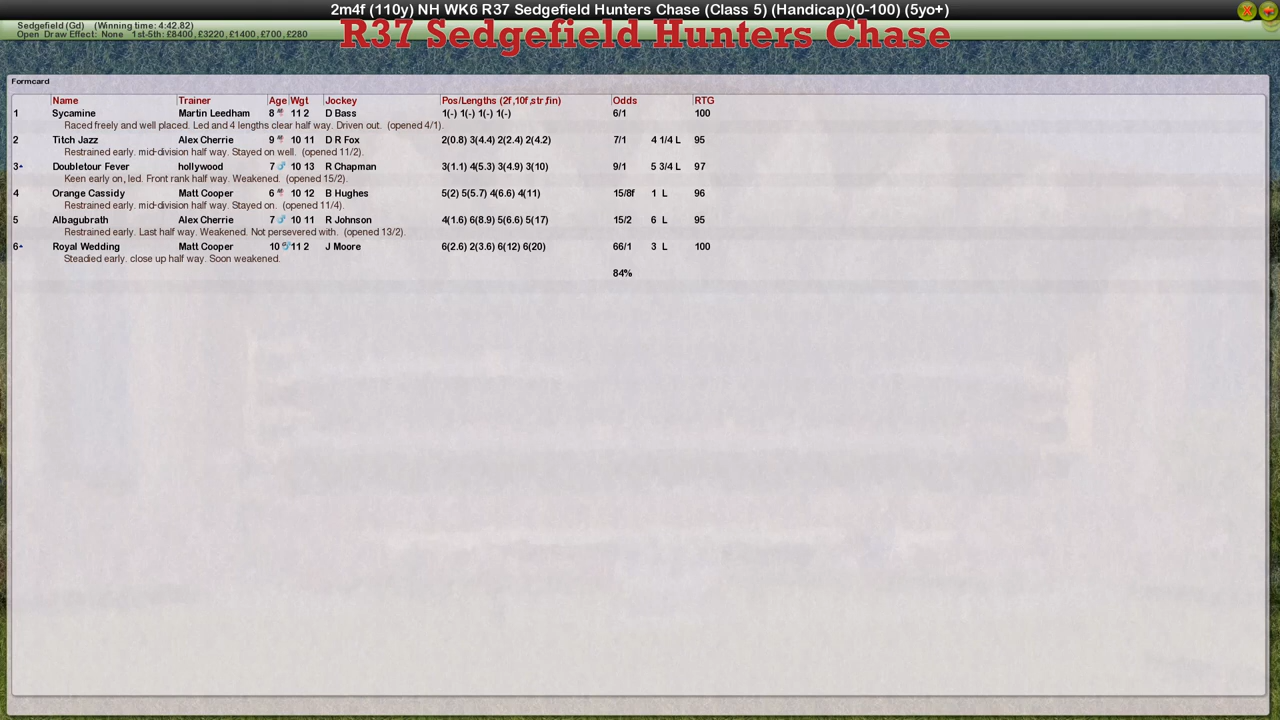 2m4f (110y) NH WK6 R37 Sedgefield Hunters Chase (Class 5) (Handicap)(0-100) (5yo+)
Sedgefield (Gd) (Winning time: 4:42.82)
Open Draw Effect: None 1st-5th: £8400, £3220, £1400, £700, £280
R37 Sedgefield Hunters Chase
Formcard
Name Trainer Age Wgt Jockey Pos/Lengths (2f,10f,str,fin) Odds RTG
1 Sycamine Martin Leedham 8 11 2 D Bass 1(-) 1(-) 1(-) 1(-) 6/1 100
Raced freely and well placed. Led and 4 lengths clear half way. Driven out. (opened 4/1).
2 Titch Jazz Alex Cherrie 9 10 11 D R Fox 2(0.8) 3(4.4) 2(2.4) 2(4.2) 7/1 4 1/4 L 95
Restrained early. mid-division half way. Stayed on well. (opened 11/2).
3^ Doubletour Fever hollywood 7 10 13 R Chapman 3(1.1) 4(5.3) 3(4.9) 3(10) 9/1 5 3/4 L 97
Keen early on, led. Front rank half way. Weakened. (opened 15/2).
4 Orange Cassidy Matt Cooper 6 10 12 B Hughes 5(2) 5(5.7) 4(6.6) 4(11) 15/8f 1 L 96
Restrained early. mid-division half way. Stayed on. (opened 11/4).
5 Albagubrath Alex Cherrie 7 10 11 R Johnson 4(1.6) 6(8.9) 5(6.6) 5(17) 15/2 6 L 95
Restrained early. Last half way. Weakened. Not persevered with. (opened 13/2).
6^ Royal Wedding Matt Cooper 10 11 2 J Moore 6(2.6) 2(3.6) 6(12) 6(20) 66/1 3 L 100
Steadied early. close up half way. Soon weakened.
84%